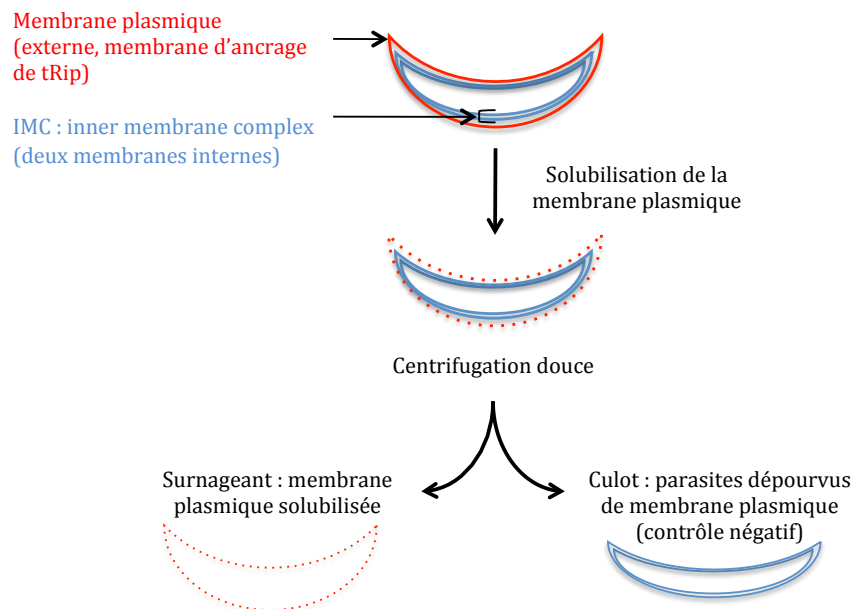 Membrane plasmique
(externe, membrane d'ancrage
de tRip)
IMC : inner membrane complex
(deux membranes internes)
Solubilisation de la
membrane plasmique
Centrifugation douce
Surnageant : membrane
plasmique solubilisée
Culot : parasites dépourvus
de membrane plasmique
(contrôle négatif)